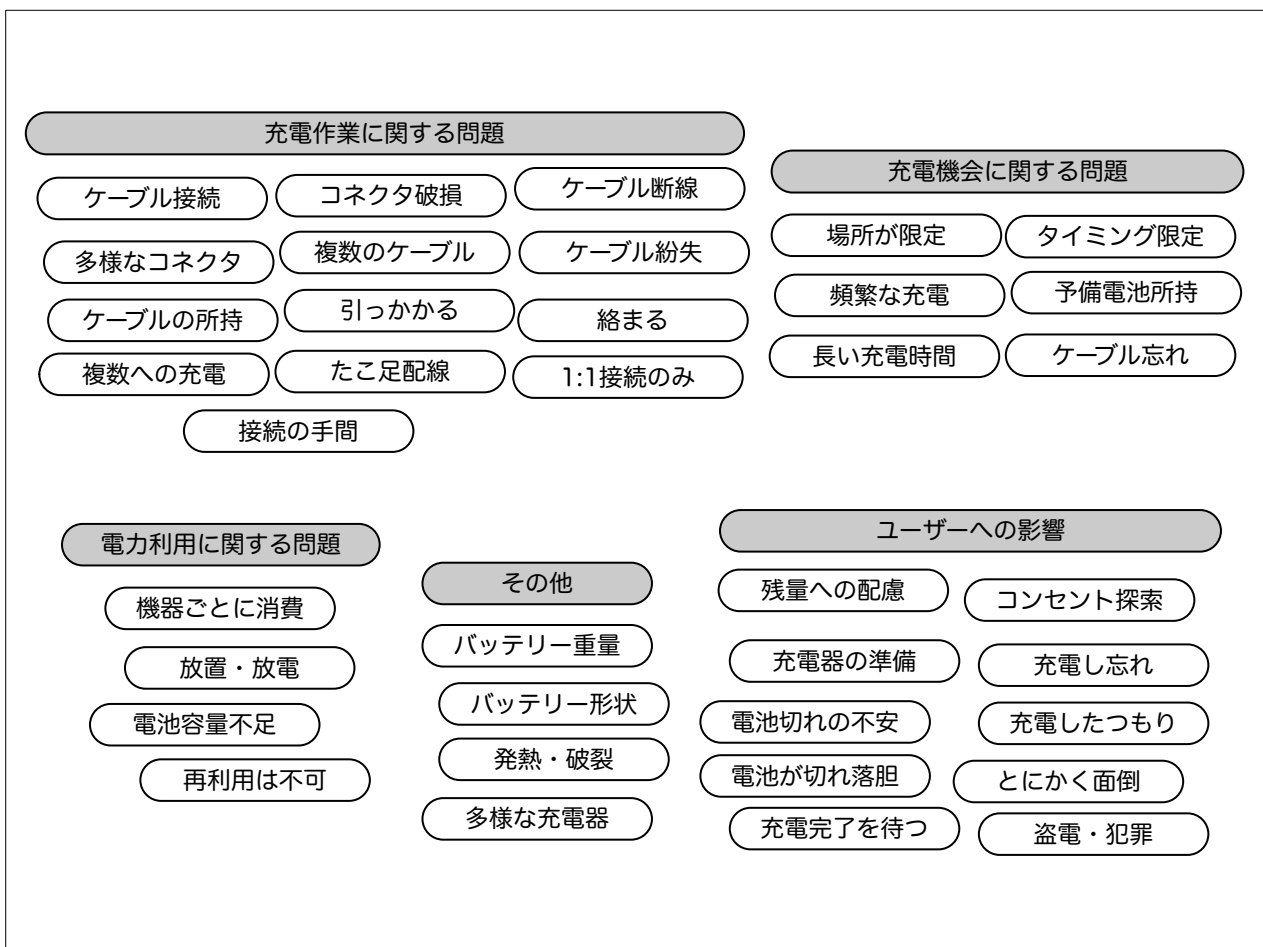 充電作業に関する問題
ケーブル接続
コネクタ破損
ケーブル断線
多様なコネクタ
複数のケーブル
ケーブル紛失
ケーブルの所持
引っかかる
絡まる
複数への充電
たこ足配線
1:1接続のみ
接続の手間
充電機会に関する問題
場所が限定
タイミング限定
頻繁な充電
予備電池所持
長い充電時間
ケーブル忘れ
電力利用に関する問題
機器ごとに消費
放置・放電
電池容量不足
再利用は不可
その他
バッテリー重量
バッテリー形状
発熱・破裂
多様な充電器
ユーザーへの影響
残量への配慮
コンセント探索
充電器の準備
充電し忘れ
電池切れの不安
充電したつもり
電池が切れ落胆
とにかく面倒
充電完了を待つ
盗電・犯罪